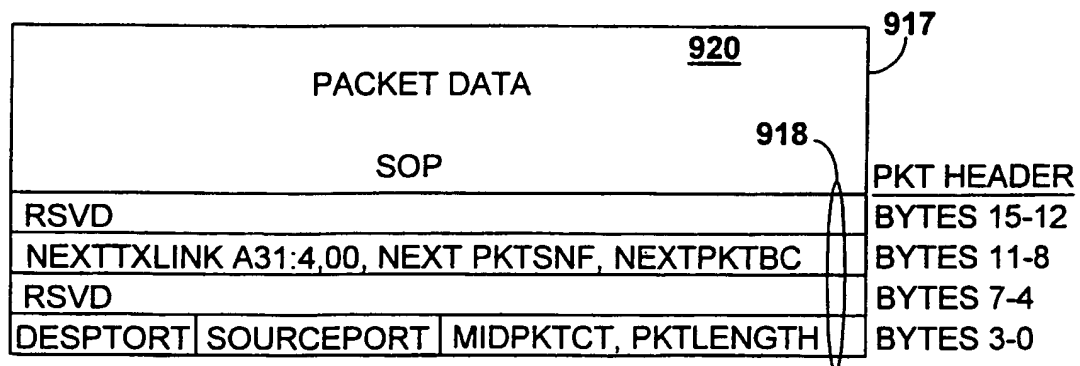 917
920
PACKET DATA
918
SOP
PKT HEADER
RSVD BYTES 15-12
NEXTTXLINK A31:4,00, NEXT PKTSNF, NEXTPKTBC BYTES 11-8
RSVD BYTES 7-4
DESPTORT SOURCEPORT MIDPKTCT, PKTLENGTH BYTES 3-0